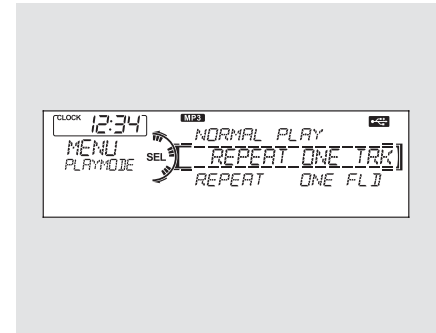 CLOCK 12:34
MP3
MENU
PLAYMODE
SEL
NORMAL PLAY
REPEAT ONE TRK
REPEAT ONE FLD